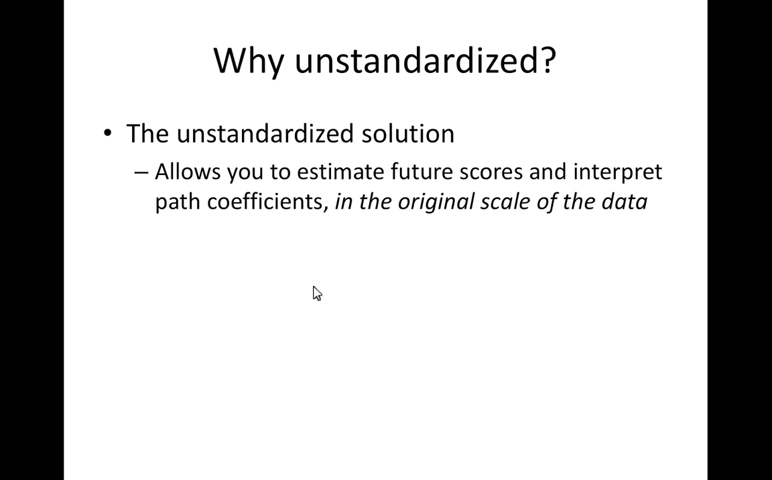 Why unstandardized?
• The unstandardized solution
– Allows you to estimate future scores and interpret
path coefficients, in the original scale of the data